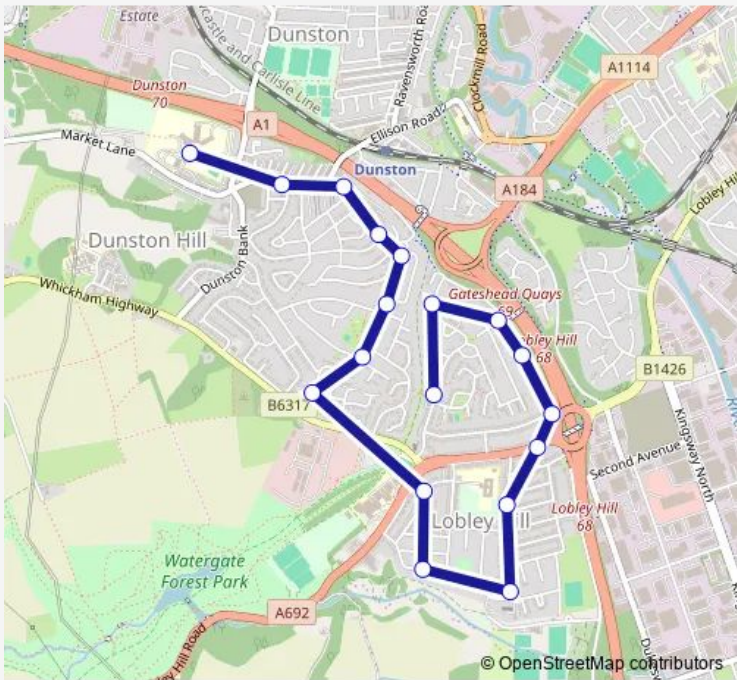 Estate
Dunston
Newcastle and Carlisle Line
Ravensworth Road
Clockmill Road
A1114
Dunston
70
A1
Market Lane
Ellison Road
Dunston
A184
Lobley Hill
Dunston Hill
Dunston Bank
Whickham Highway
Gateshead Quays
69
Lobley Hill
68
B1426
B6317
Kingsway North
Second Avenue
Lobley Hill
Lobley Hill
68
Watergate
Forest Park
A692
Hill Road
© OpenStreetMap contributors